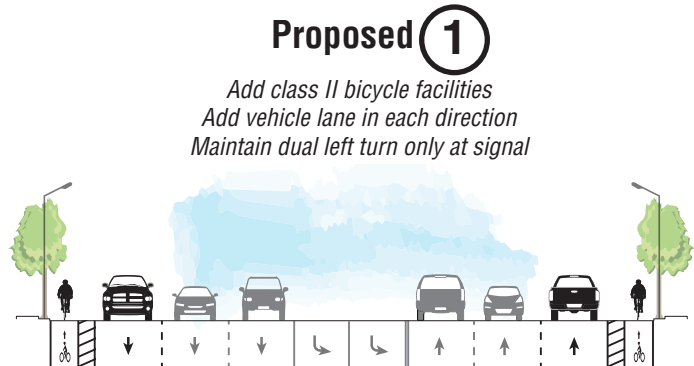 Proposed 1
Add class II bicycle facilities
Add vehicle lane in each direction
Maintain dual left turn only at signal